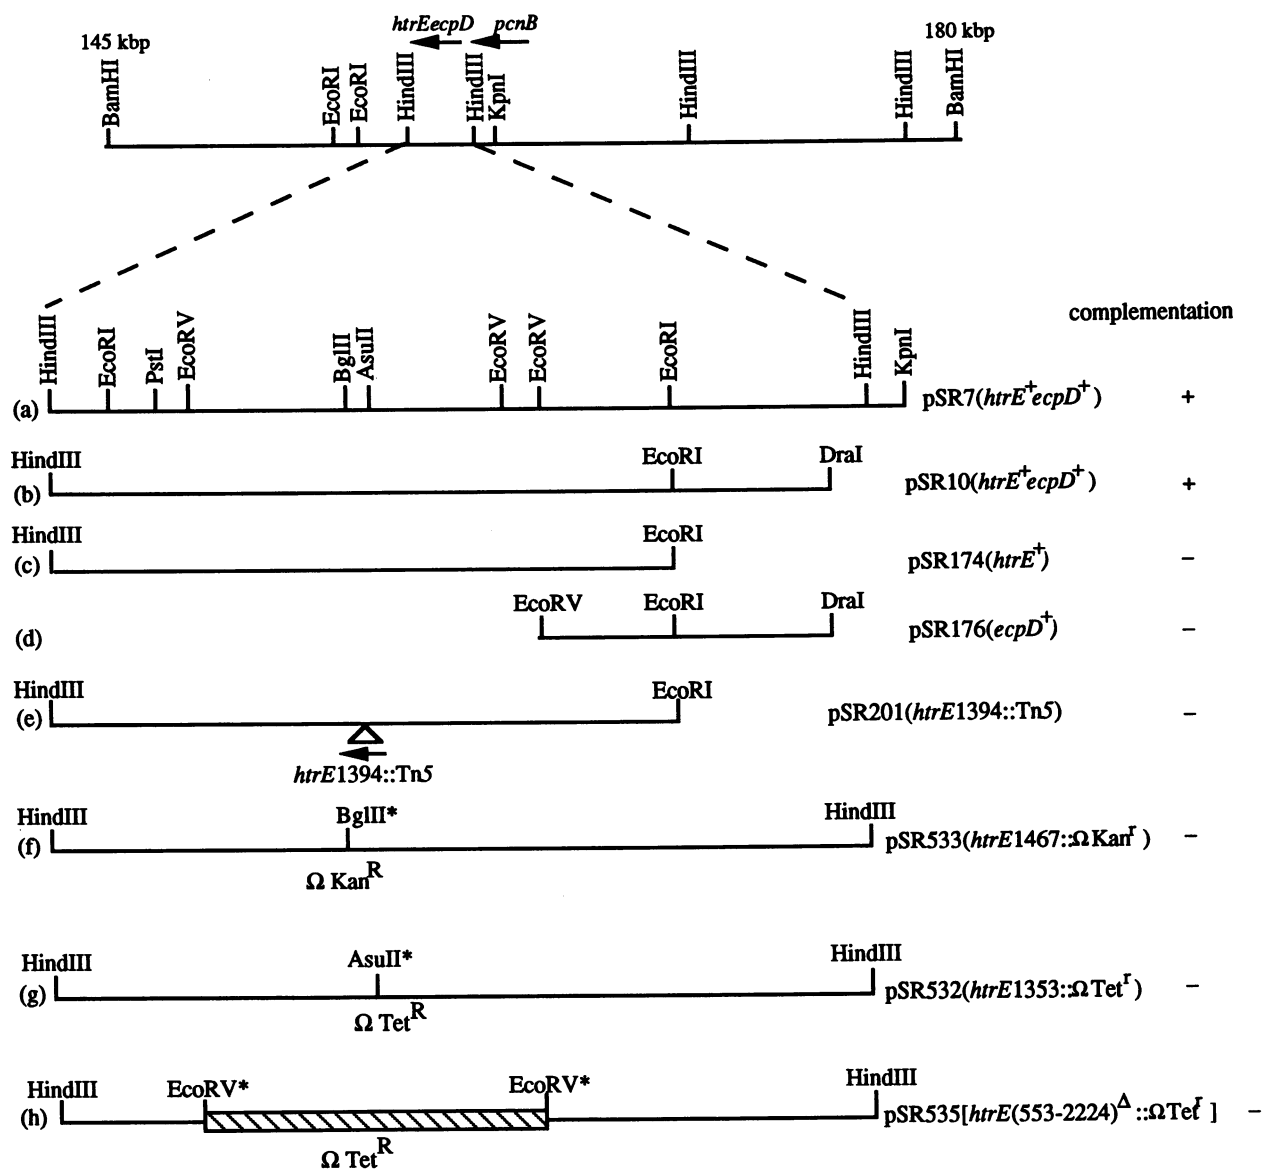 htrEecpD pcnB
145 kbp 180 kbp
BamHI EcoRI EcoRI HindIII HindIII KpnI HindIII HindIII BamHI
complementation
HindIII EcoRI PstI EcoRV BglII AsuII EcoRV EcoRV EcoRI HindIII KpnI
(a) pSR7(htrE+ecpD+) +
HindIII EcoRI DraI
(b) pSR10(htrE+ecpD+) +
HindIII EcoRI
(c) pSR174(htrE+) −
EcoRV EcoRI DraI
(d) pSR176(ecpD+) −
HindIII EcoRI
(e) pSR201(htrE1394::Tn5) −
htrE1394::Tn5
HindIII BglII* HindIII
(f) pSR533(htrE1467::ΩKanr ) −
Ω KanR
HindIII AsuII* HindIII
(g) pSR532(htrE1353::ΩTetr) −
Ω TetR
HindIII EcoRV* EcoRV* HindIII
(h) pSR535[htrE(553-2224)Δ ::ΩTetr ] −
Ω TetR